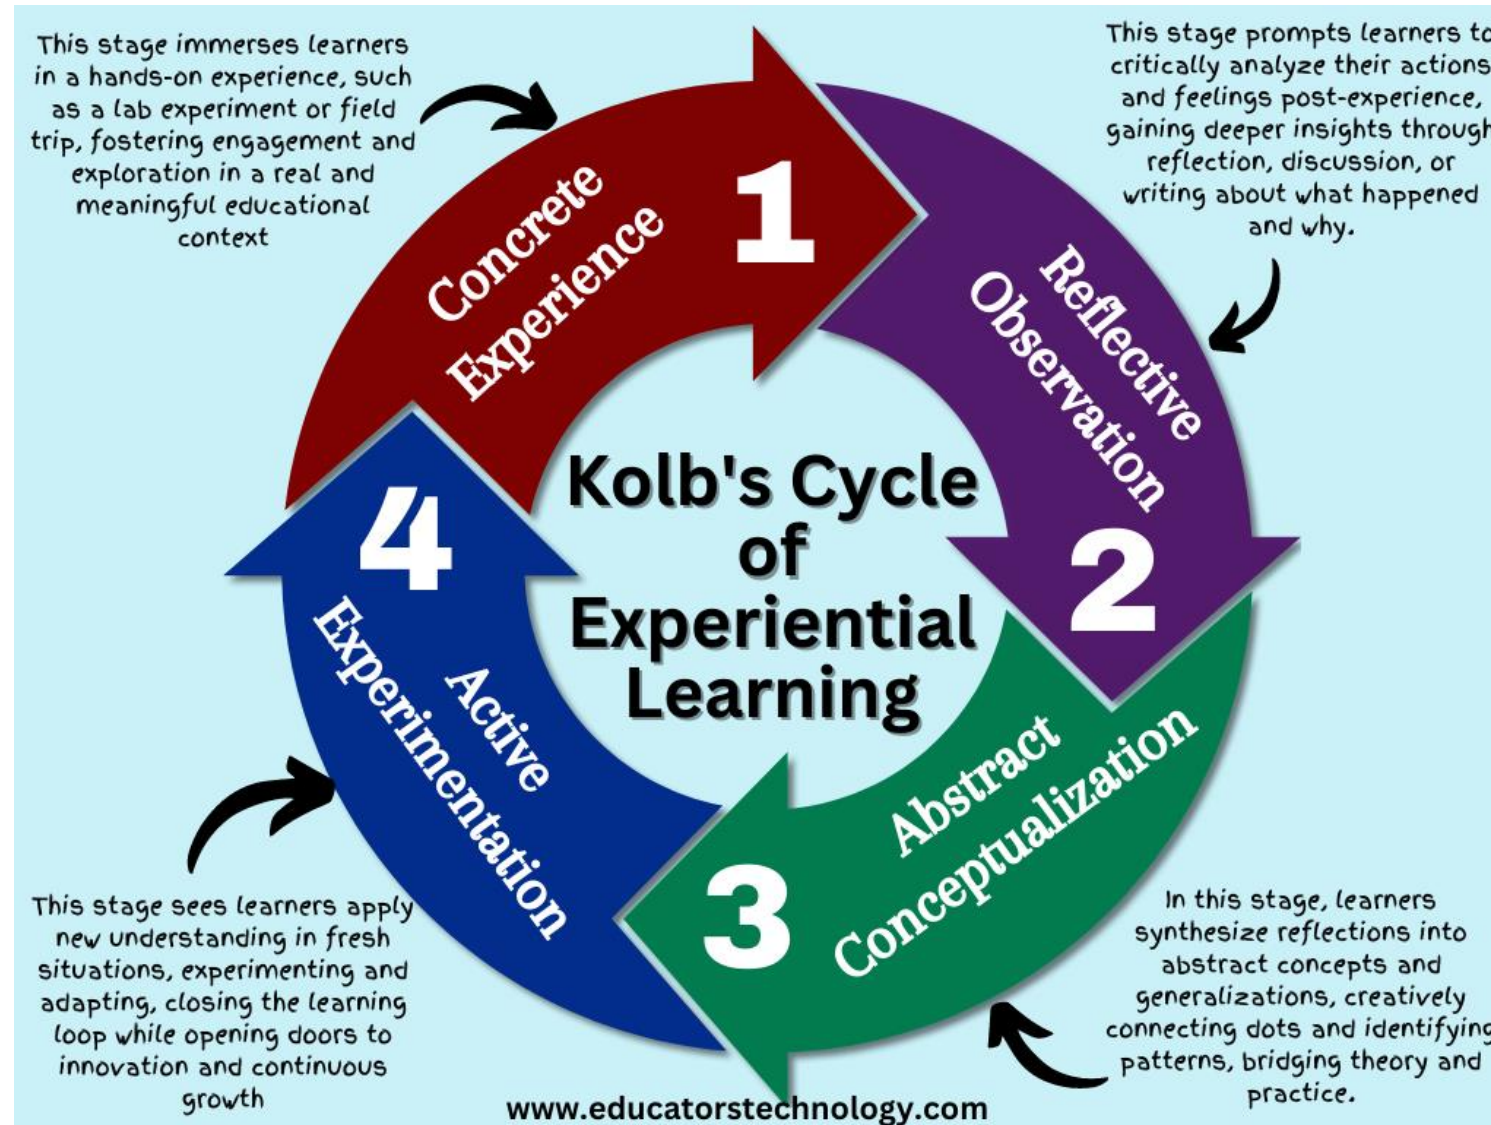 This stage immerses learners
in a hands-on experience, such
as a lab experiment or field
trip, fostering engagement and
exploration in a real and
meaningful educational
context
This stage prompts learners to
critically analyze their actions
and feelings post-experience,
gaining deeper insights through
reflection, discussion, or
writing about what happened
and why.
Concrete
Experience
1
Reflective
Observation
2
Kolb's Cycle
of
Experiential
Learning
Abstract
Conceptualization
3
4
Active
Experimentation
This stage sees learners apply
new understanding in fresh
situations, experimenting and
adapting, closing the learning
loop while opening doors to
innovation and continuous
growth
In this stage, learners
synthesize reflections into
abstract concepts and
generalizations, creatively
connecting dots and identifying
patterns, bridging theory and
practice.
www.educatorstechnology.com